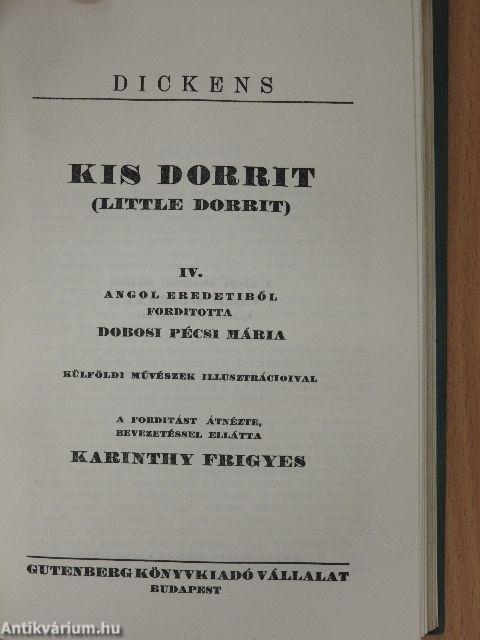 DICKENS
KIS DORRIT
(LITTLE DORRIT)
IV.
ANGOL EREDETIBŐL
FORDITOTTA
DOBOSI PÉCSI MÁRIA
KÜLFÖLDI MŰVÉSZEK ILLUSZTRÁCIOIVAL
A FORDITÁST ÁTNÉZTE,
BEVEZETÉSSEL ELLÁTTA
KARINTHY FRIGYES
GUTENBERG KÖNYVKIADÓ VÁLLALAT
BUDAPEST
Antikvárium.hu